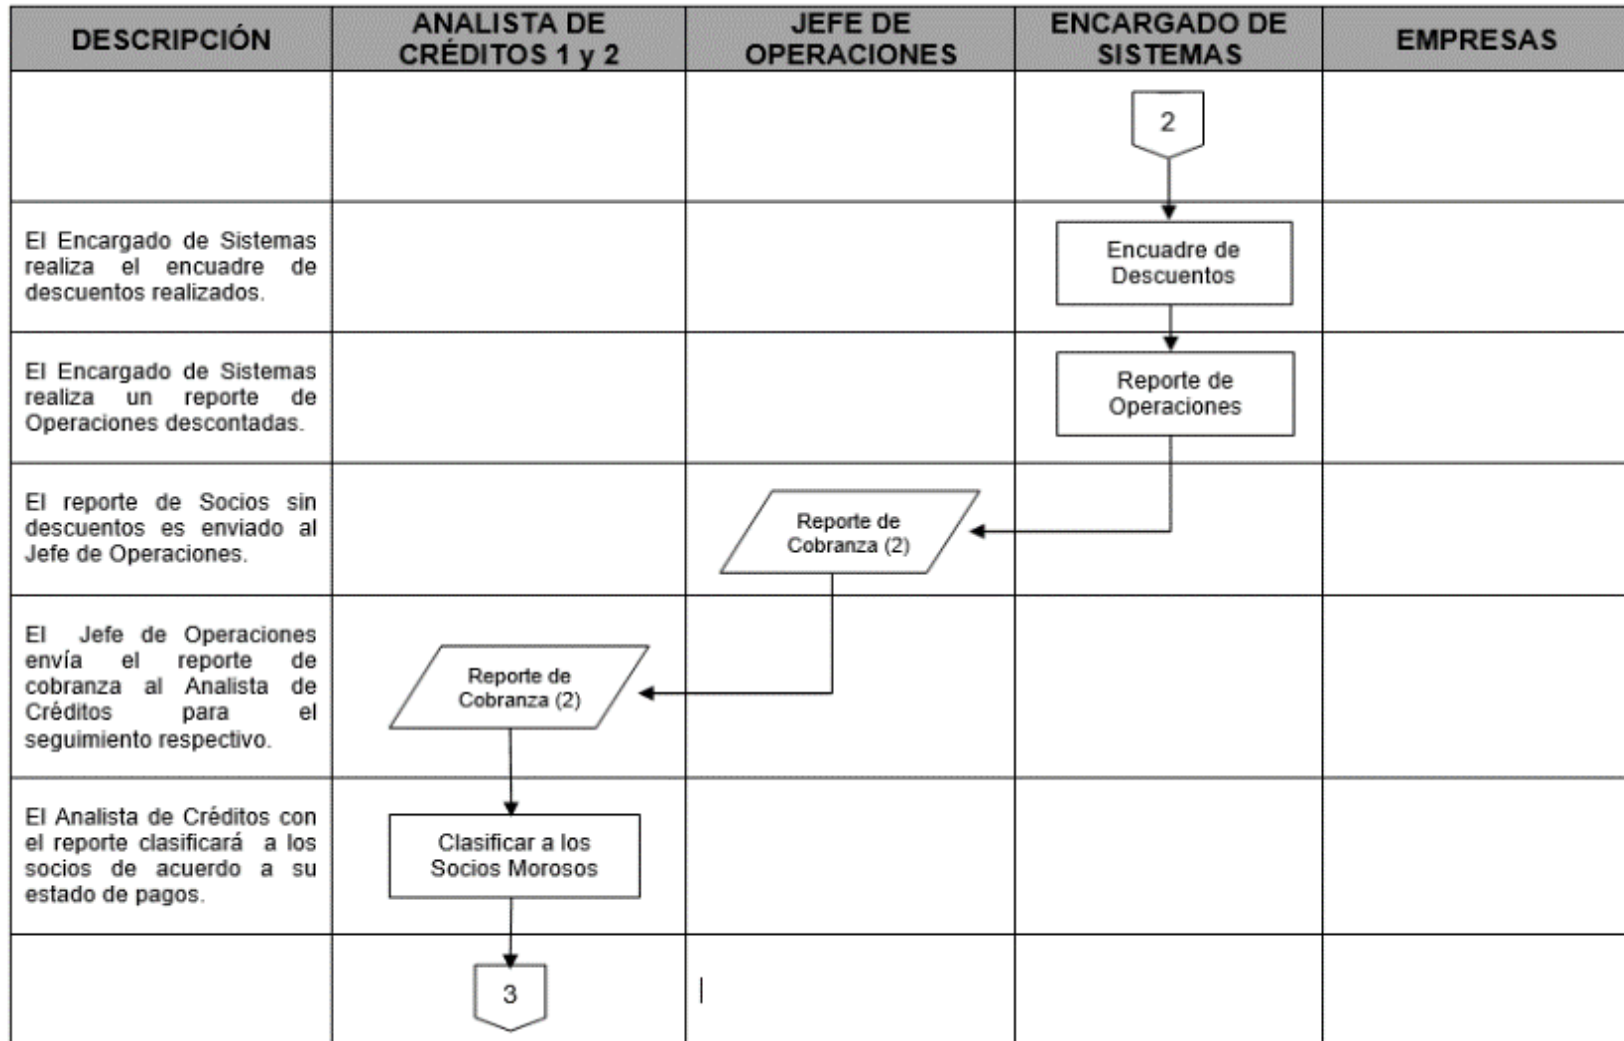 DESCRIPCIÓN
ANALISTA DE
CRÉDITOS 1 y 2
JEFE DE
OPERACIONES
ENCARGADO DE
SISTEMAS
EMPRESAS
2
El Encargado de Sistemas
realiza el encuadre de
descuentos realizados.
Encuadre de
Descuentos
El Encargado de Sistemas
realiza un reporte de
Operaciones descontadas.
Reporte de
Operaciones
El reporte de Socios sin
descuentos es enviado al
Jefe de Operaciones.
Reporte de
Cobranza (2)
El Jefe de Operaciones
envía el reporte de
cobranza al Analista de
Créditos para el
seguimiento respectivo.
Reporte de
Cobranza (2)
El Analista de Créditos con
el reporte clasificará a los
socios de acuerdo a su
estado de pagos.
Clasificar a los
Socios Morosos
3